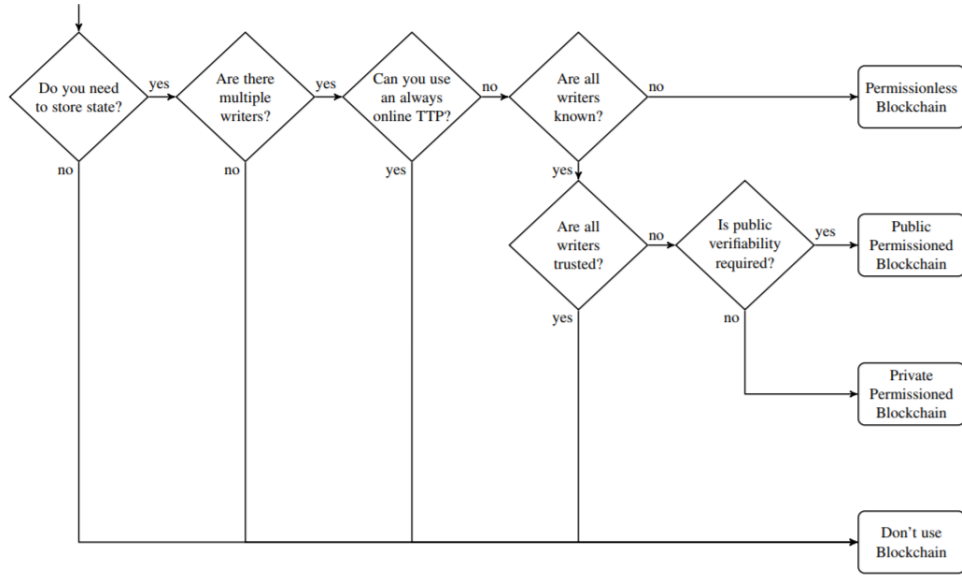 Do you need
to store state?
yes
no
Are there
multiple
writers?
yes
no
Can you use
an always
online TTP?
no
yes
Are all
writers
known?
no
yes
Permissionless
Blockchain
Are all
writers
trusted?
no
yes
Is public
verifiability
required?
yes
no
Public
Permissioned
Blockchain
Private
Permissioned
Blockchain
Don't use
Blockchain